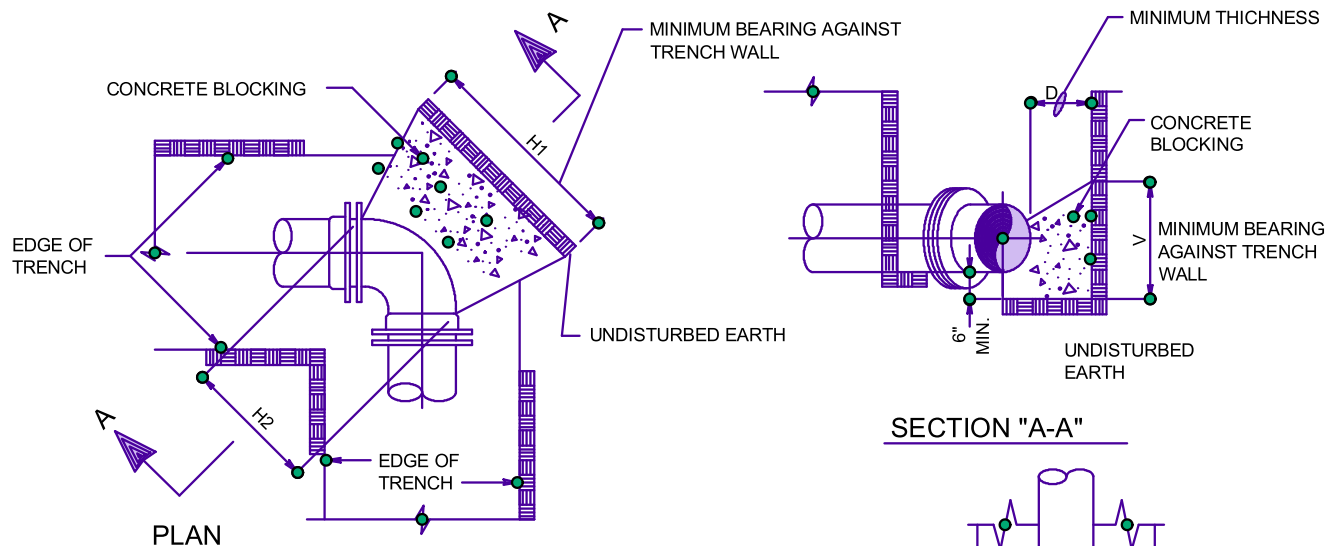 A
MINIMUM BEARING AGAINST
TRENCH WALL
CONCRETE BLOCKING
H1
EDGE OF
TRENCH
UNDISTURBED EARTH
H2
A
EDGE OF
TRENCH
PLAN
MINIMUM THICHNESS
D
CONCRETE
BLOCKING
V
MINIMUM BEARING
AGAINST TRENCH
WALL
6"
MIN.
UNDISTURBED
EARTH
SECTION "A-A"